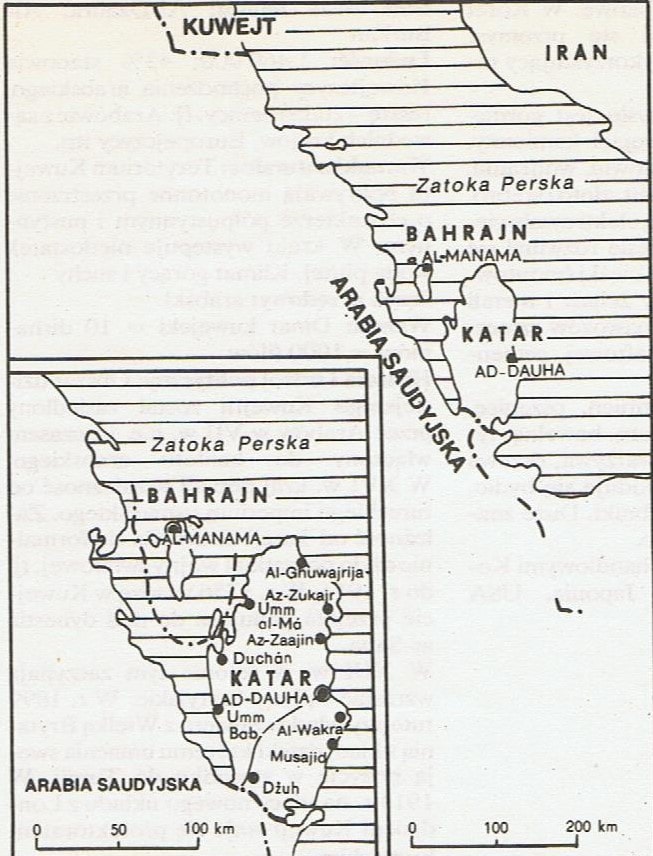 KUWEJT
IRAN
Zatoka Perska
BAHRAJN
AL-MANAMA
ARABIA SAUDYJSKA
KATAR
AD-DAUHA
Zatoka Perska
BAHRAJN
AL-MANAMA
Al-Ghuwajrija
Az-Zukajr
Umm
al-Má
Az-Zaajin
Duchán
KATAR
AD-DAUHA
Umm
Bab
Al-Wakra
Musajid
Dżuh
ARABIA SAUDYJSKA
0 50 100 km
0 100 200 km